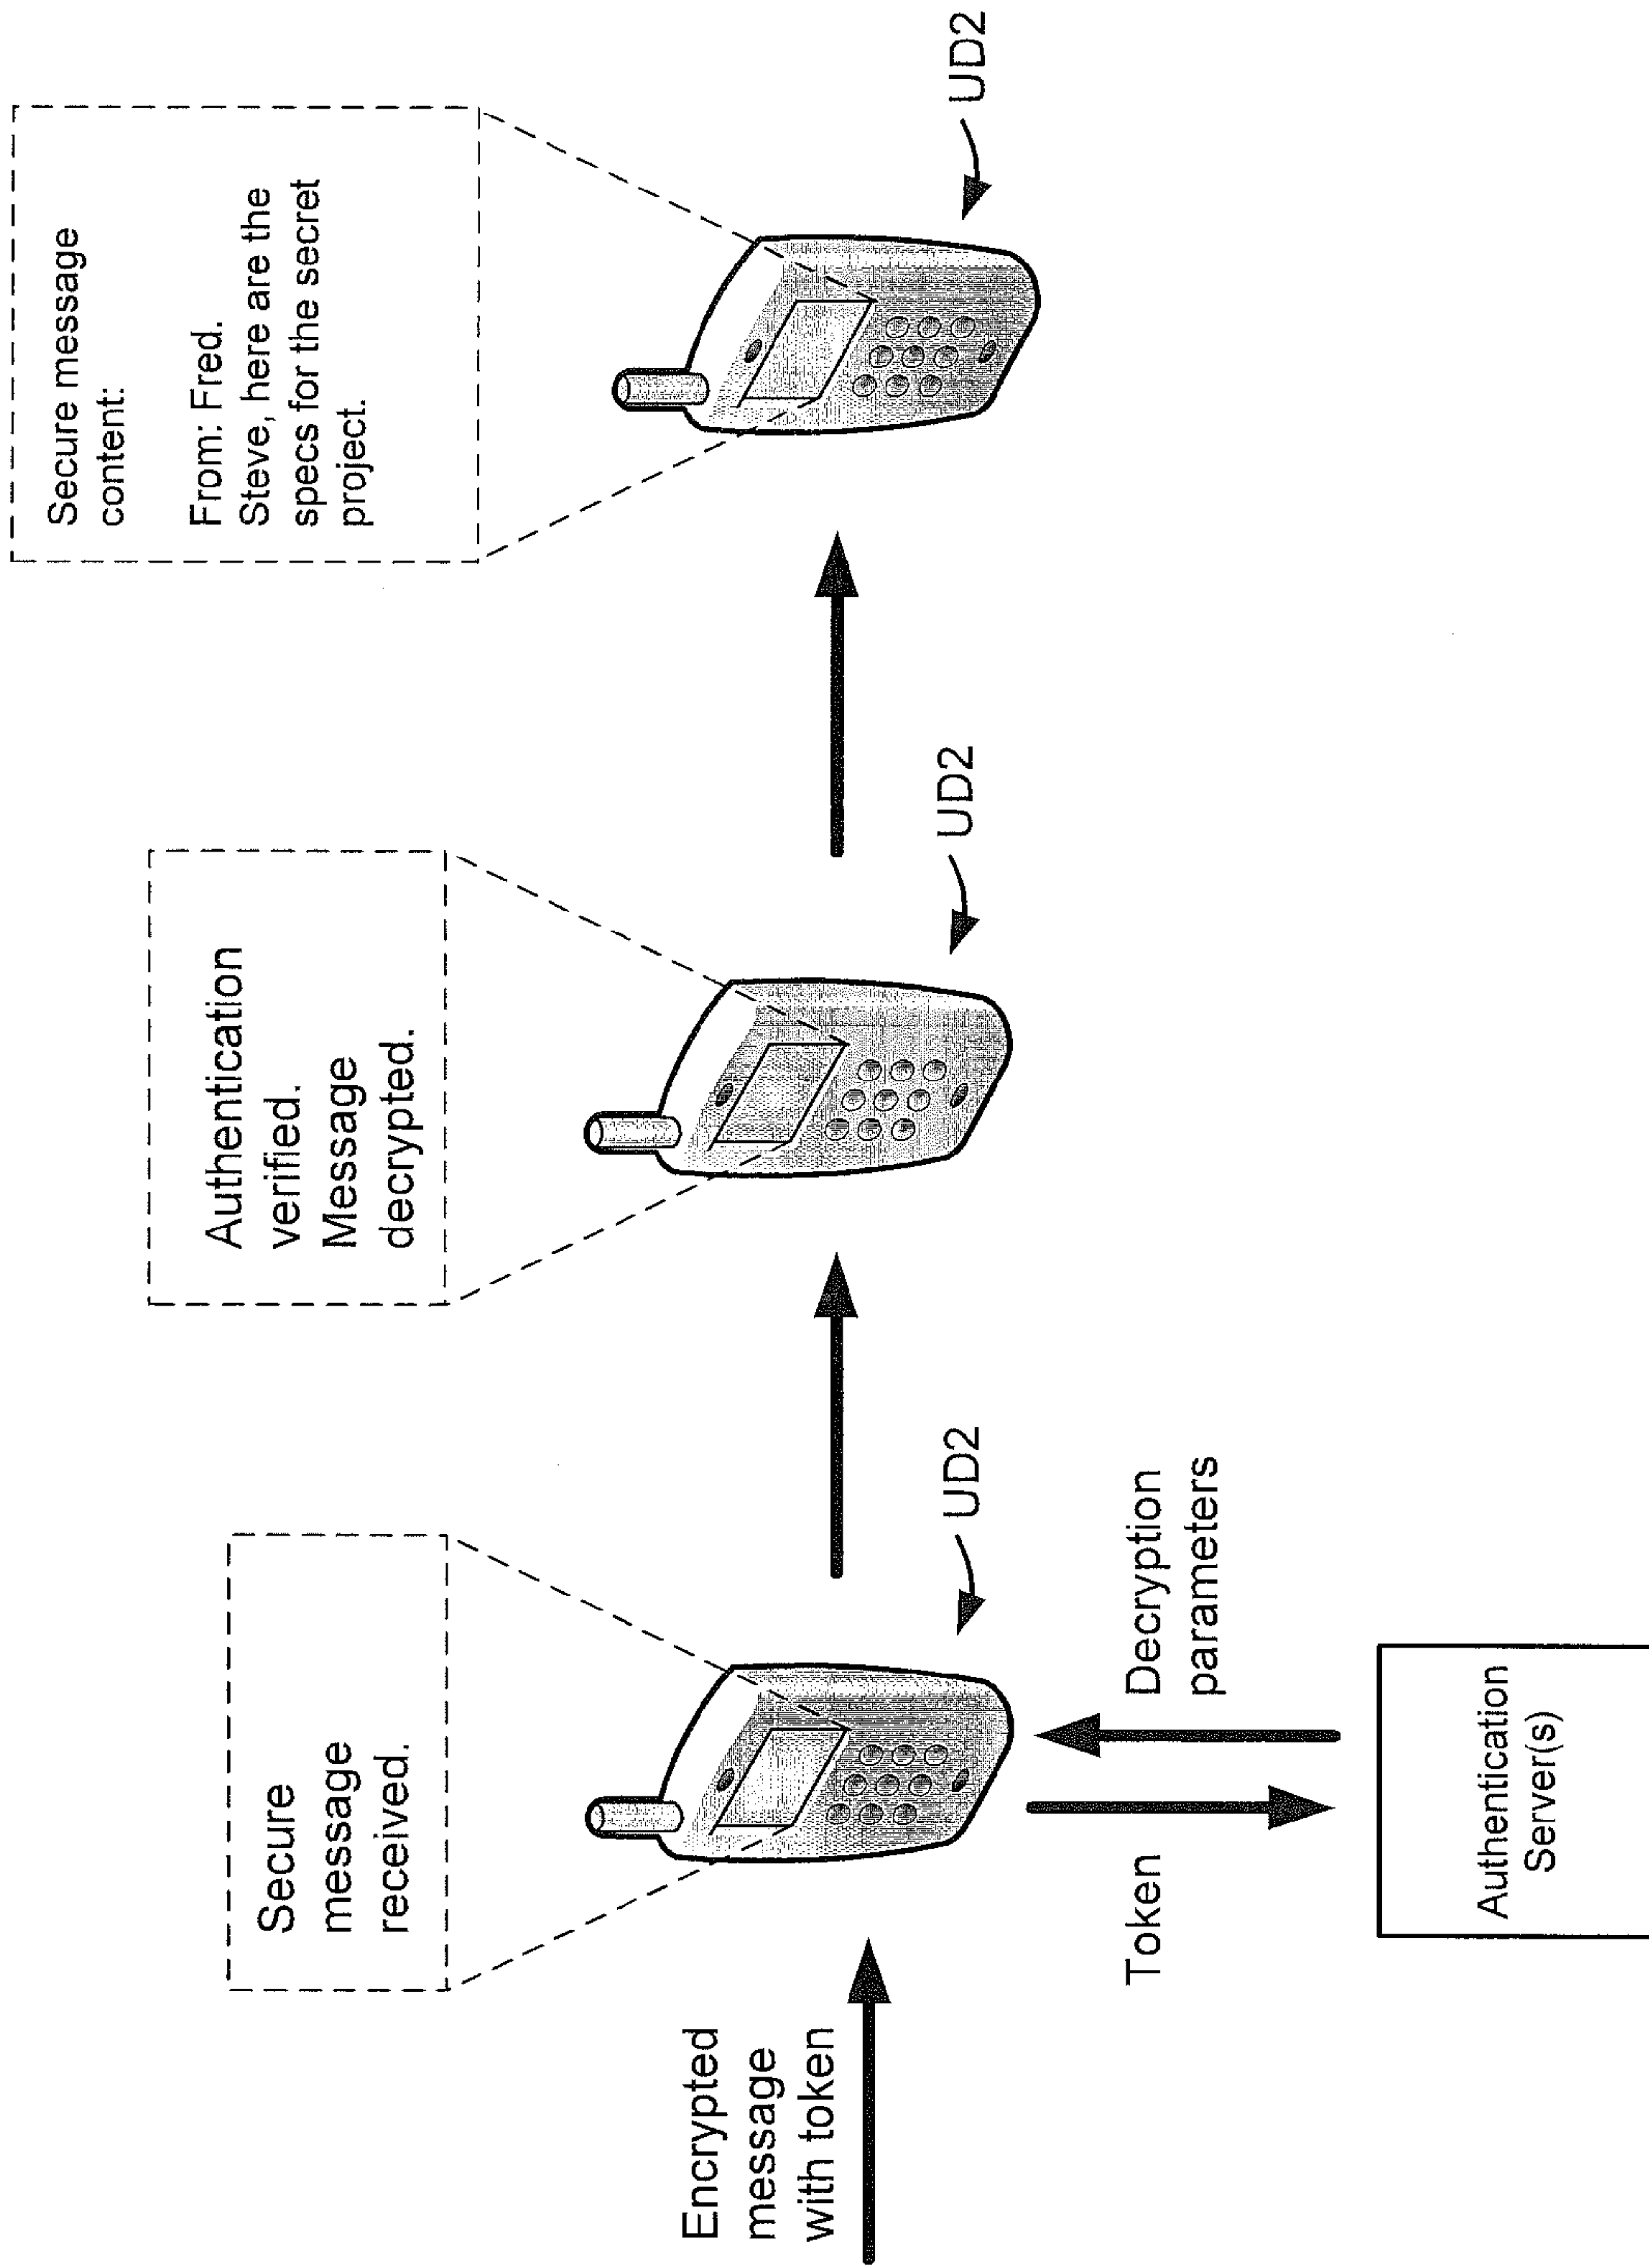 Encrypted
message
with token
Secure
message
received.
UD2
Token
Decryption
parameters
Authentication
Server(s)
Authentication
verified.
Message
decrypted.
UD2
Secure message
content:
From: Fred.
Steve, here are the
specs for the secret
project.
UD2